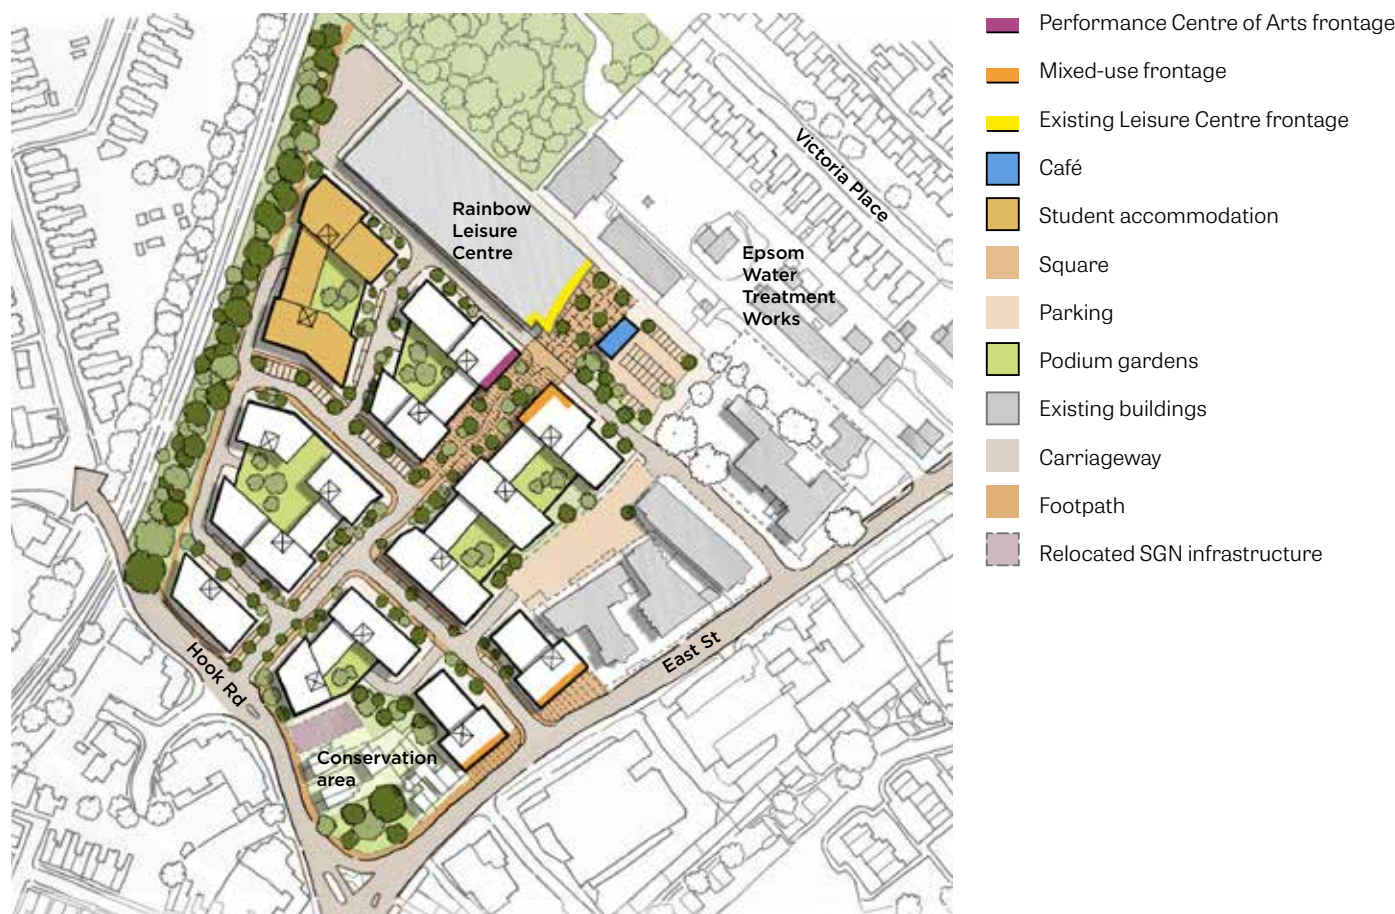 Performance Centre of Arts frontage
Mixed-use frontage
Existing Leisure Centre frontage
Café
Student accommodation
Square
Parking
Podium gardens
Existing buildings
Carriageway
Footpath
Relocated SGN infrastructure
Victoria Place
Rainbow
Leisure
Centre
Epsom
Water
Treatment
Works
Hook Rd
East St
Conservation
area